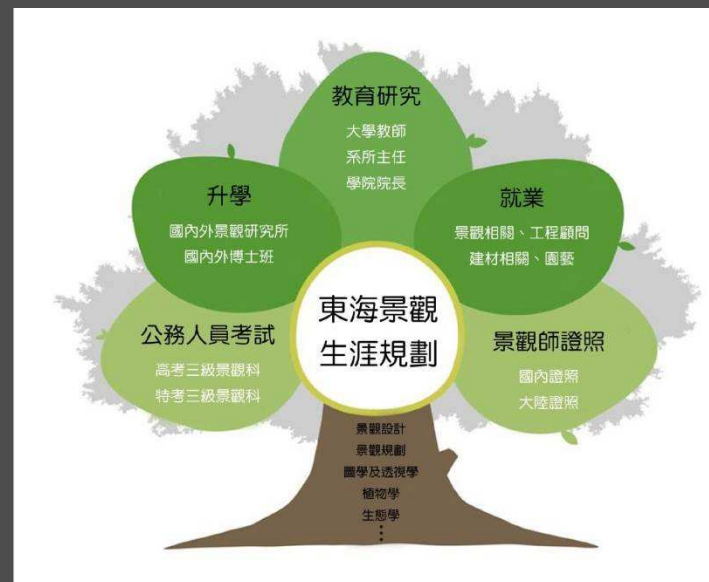 教育研究
大學教師
系所主任
學院院長
升學
國內外景觀研究所
國內外博士班
就業
景觀相關、工程顧問
建材相關、園藝
公務人員考試
高考三級景觀科
特考三級景觀科
東海景觀
生涯規劃
景觀師證照
國內證照
大陸證照
景觀設計
景觀規劃
圖學及透視學
植物學
生態學
⋮